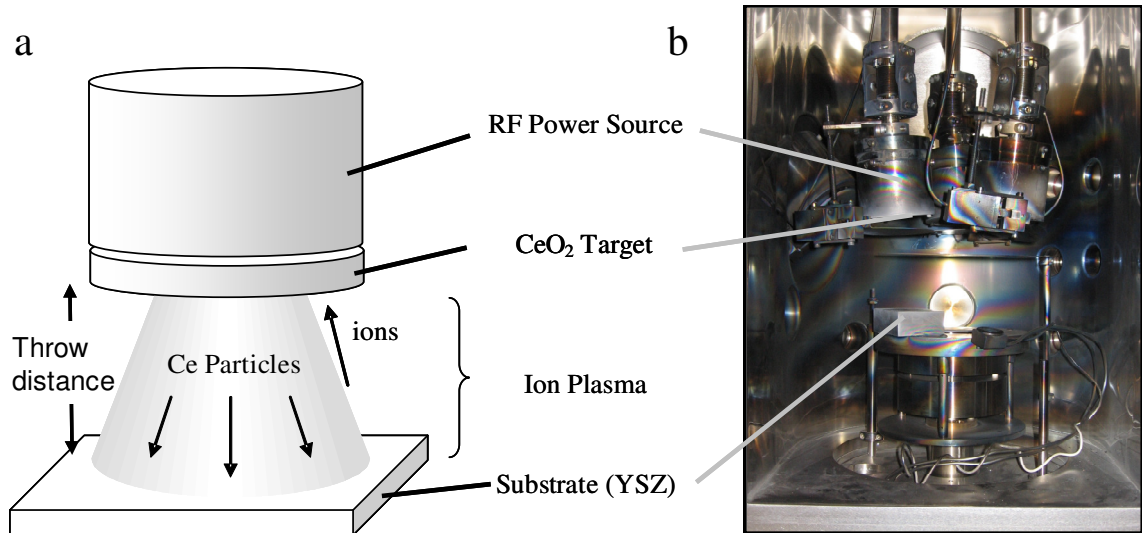 a
b
RF Power Source
CeO₂ Target
ions
Throw
distance
Ce Particles
Ion Plasma
Substrate (YSZ)